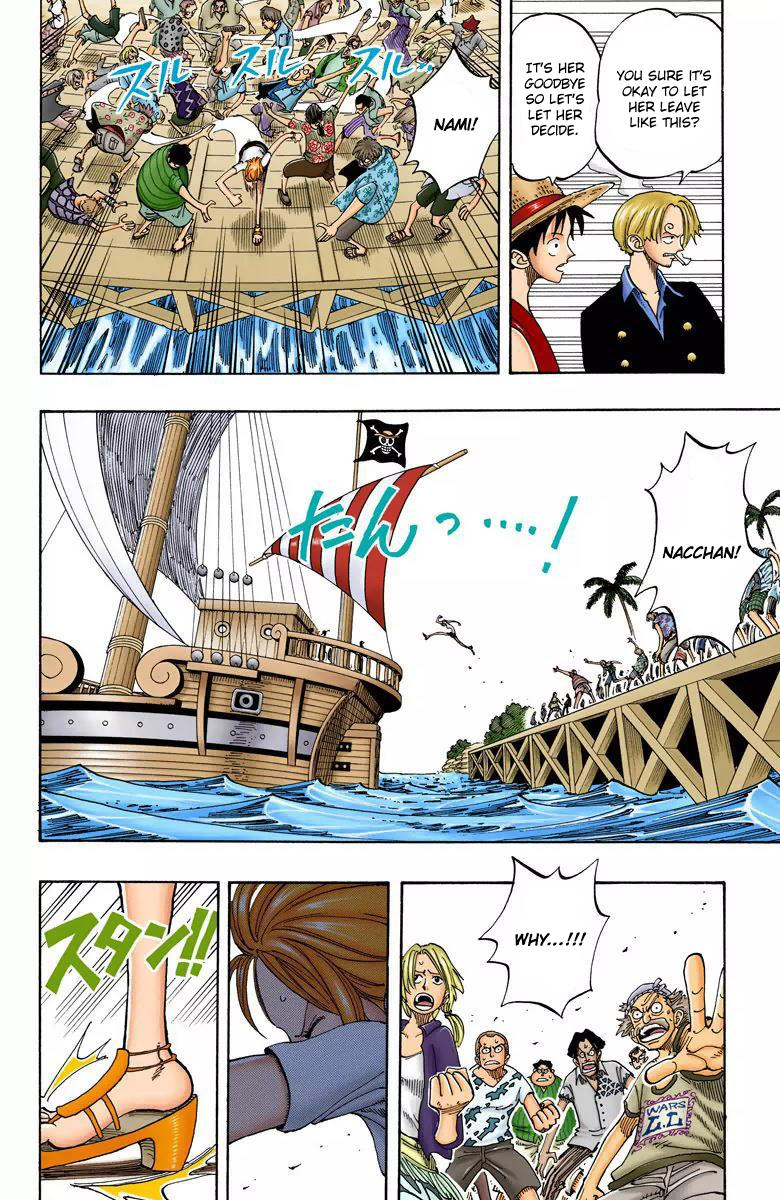 YOU SURE IT'S
OKAY TO LET
HER LEAVE
LIKE THIS?
IT'S HER
GOODBYE
SO LET'S
LET HER
DECIDE.
NAMI!
スル スル スル...
NACCHAN!
たんっ……!
WHY...!!!
WARS
L.L
スタン!!